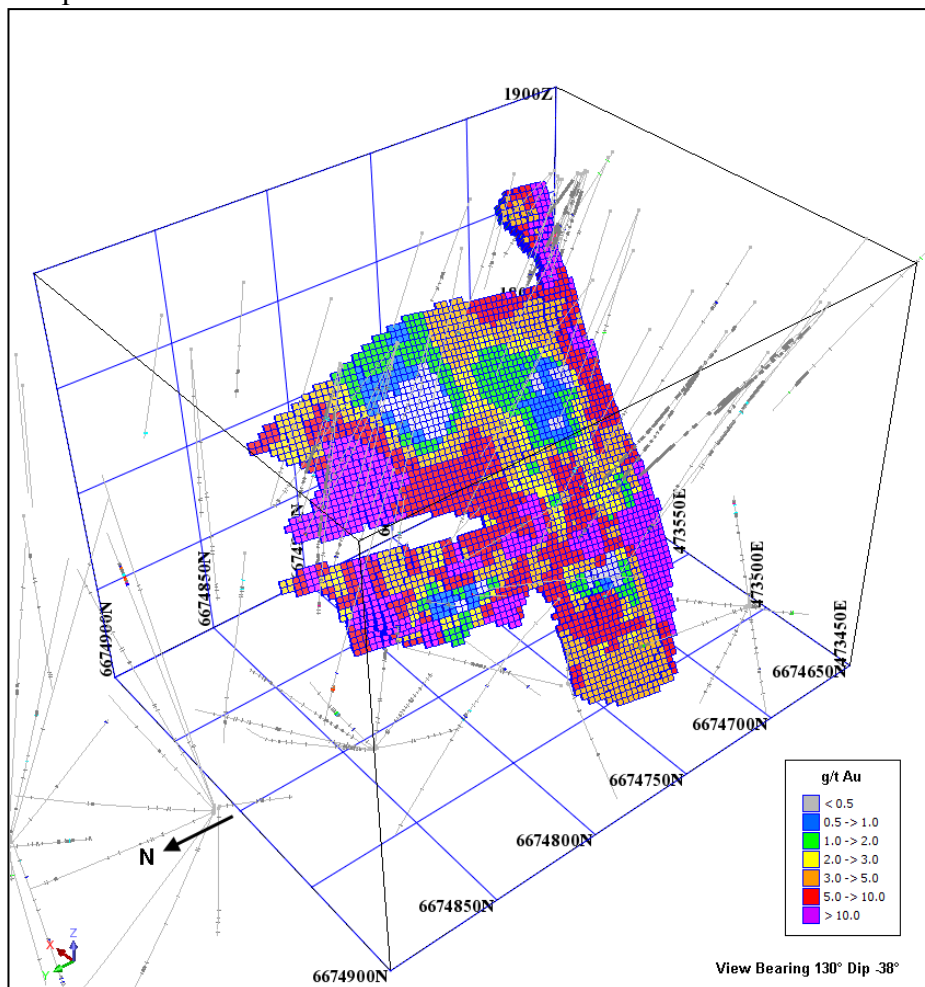 1900Z
473550E
473500E
473450E
6674850N
6674900N
6674650N
6674700N
6674750N
6674800N
6674850N
6674900N
N
X
Y
Z
g/t Au
< 0.5
0.5 -> 1.0
1.0 -> 2.0
2.0 -> 3.0
3.0 -> 5.0
5.0 -> 10.0
> 10.0
View Bearing 130° Dip -38°